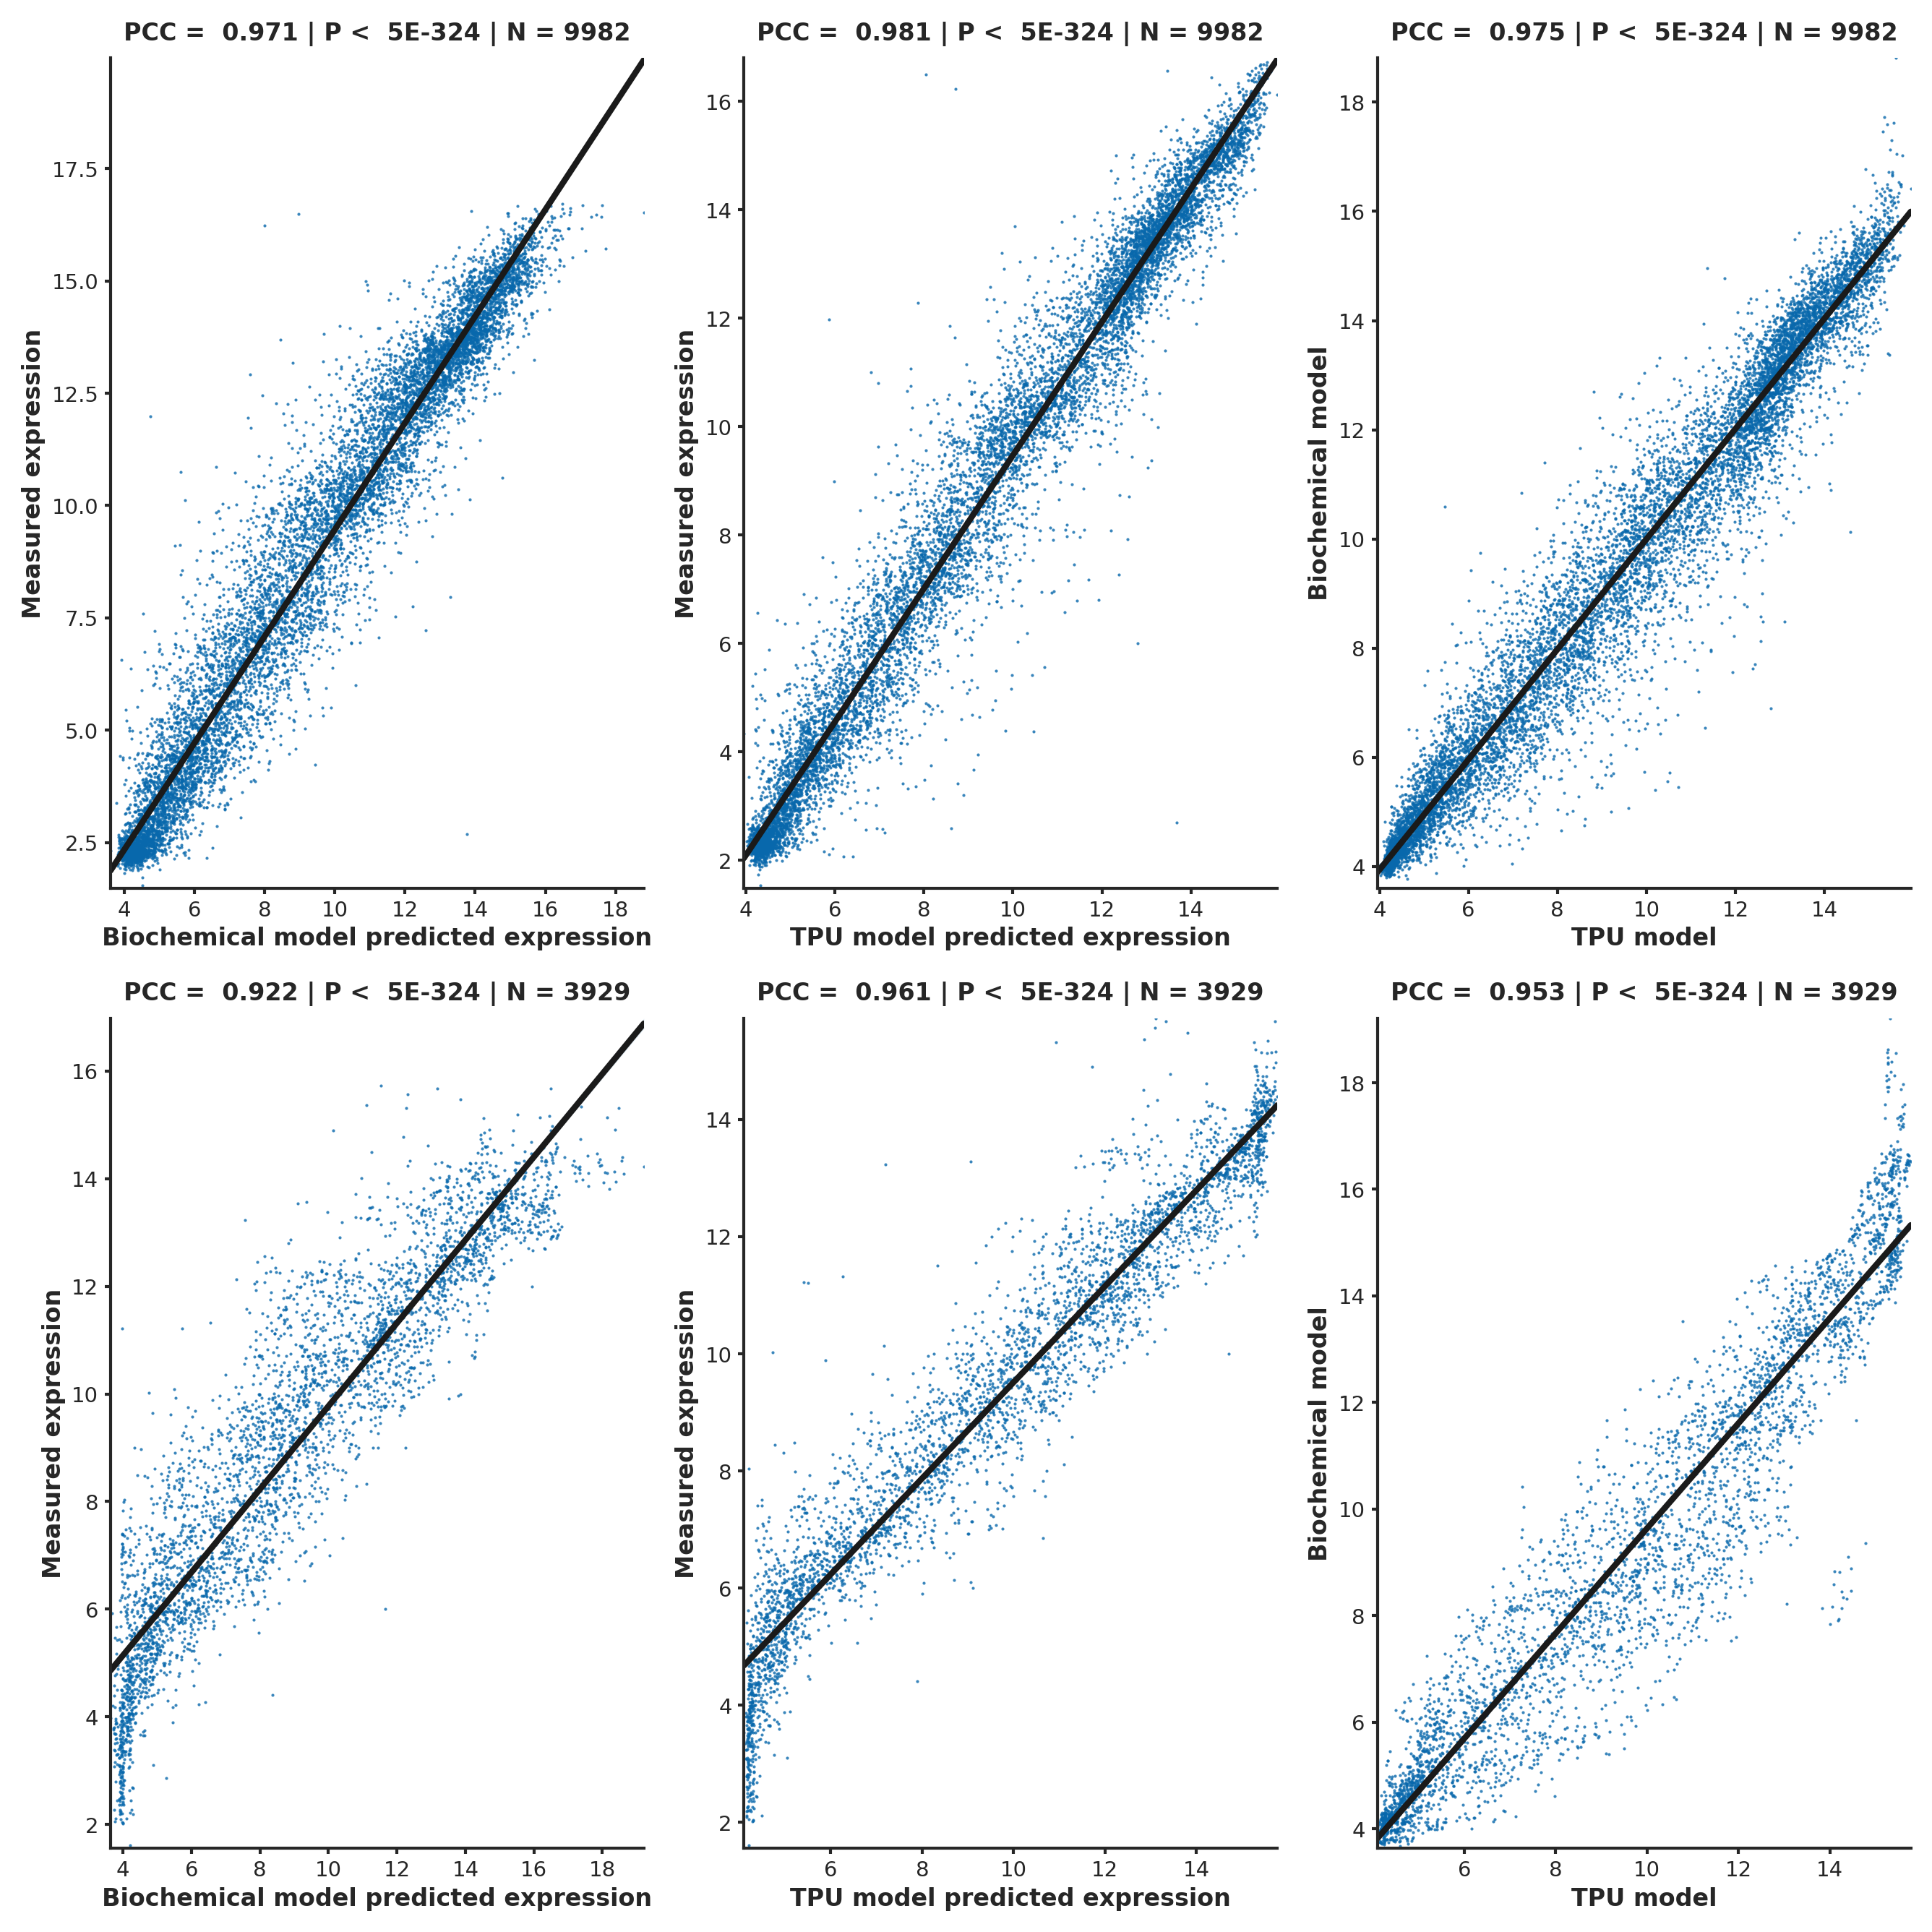 PCC =  0.971 | P <  5E-324 | N = 9982
17.5
15.0
12.5
10.0
7.5
5.0
2.5
Measured expression
4 6 8 10 12 14 16 18
Biochemical model predicted expression
PCC =  0.981 | P <  5E-324 | N = 9982
16
14
12
10
8
6
4
2
Measured expression
4 6 8 10 12 14
TPU model predicted expression
PCC =  0.975 | P <  5E-324 | N = 9982
18
16
14
12
10
8
6
4
Biochemical model
4 6 8 10 12 14
TPU model
PCC =  0.922 | P <  5E-324 | N = 3929
16
14
12
10
8
6
4
2
Measured expression
4 6 8 10 12 14 16 18
Biochemical model predicted expression
PCC =  0.961 | P <  5E-324 | N = 3929
14
12
10
8
6
4
2
Measured expression
6 8 10 12 14
TPU model predicted expression
PCC =  0.953 | P <  5E-324 | N = 3929
18
16
14
12
10
8
6
4
Biochemical model
6 8 10 12 14
TPU model